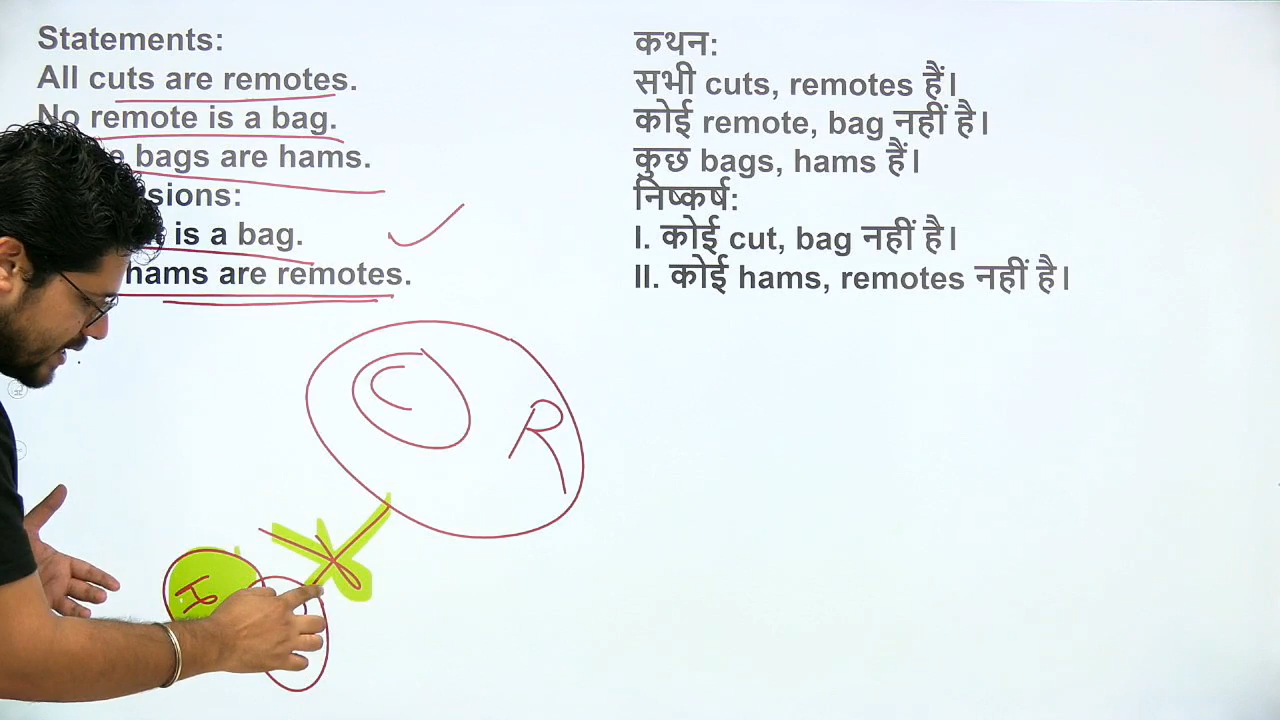 Statements:
All cuts are remotes.
No remote is a bag.
bags are hams.
is a bag.
hams are remotes.
कथन:
सभी cuts, remotes हैं।
कोई remote, bag नहीं है।
कुछ bags, hams हैं।
निष्कर्ष:
I. कोई cut, bag नहीं है।
II. कोई hams, remotes नहीं है।
C
R
H